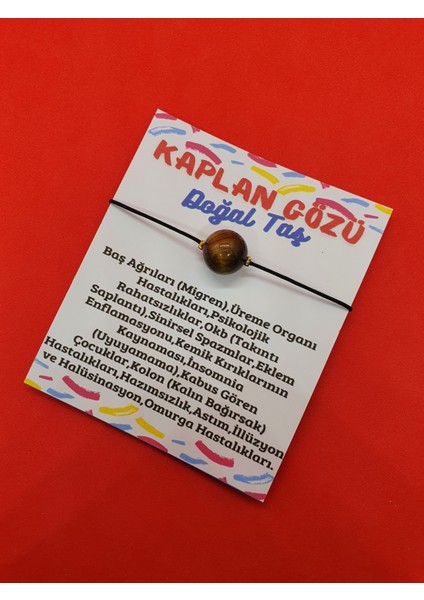 KAPLAN GÖZÜ
Doğal Taş
Baş Ağrıları (Migren),Üreme Organı
Hastalıkları,Psikolojik
Rahatsızlıklar,Okb (Takıntı
Saplantı),Sinirsel Spazmlar,Eklem
Enflamasyonu,Kemik Kırıklarının
Kaynaması,İnsomnia
(Uyuyamama),Kabus Gören
Çocuklar,Kolon (Kalın Bağırsak)
Hastalıkları,Hazımsızlık,Astım,İllüzyon
ve Halüsinasyon,Omurga Hastalıkları.